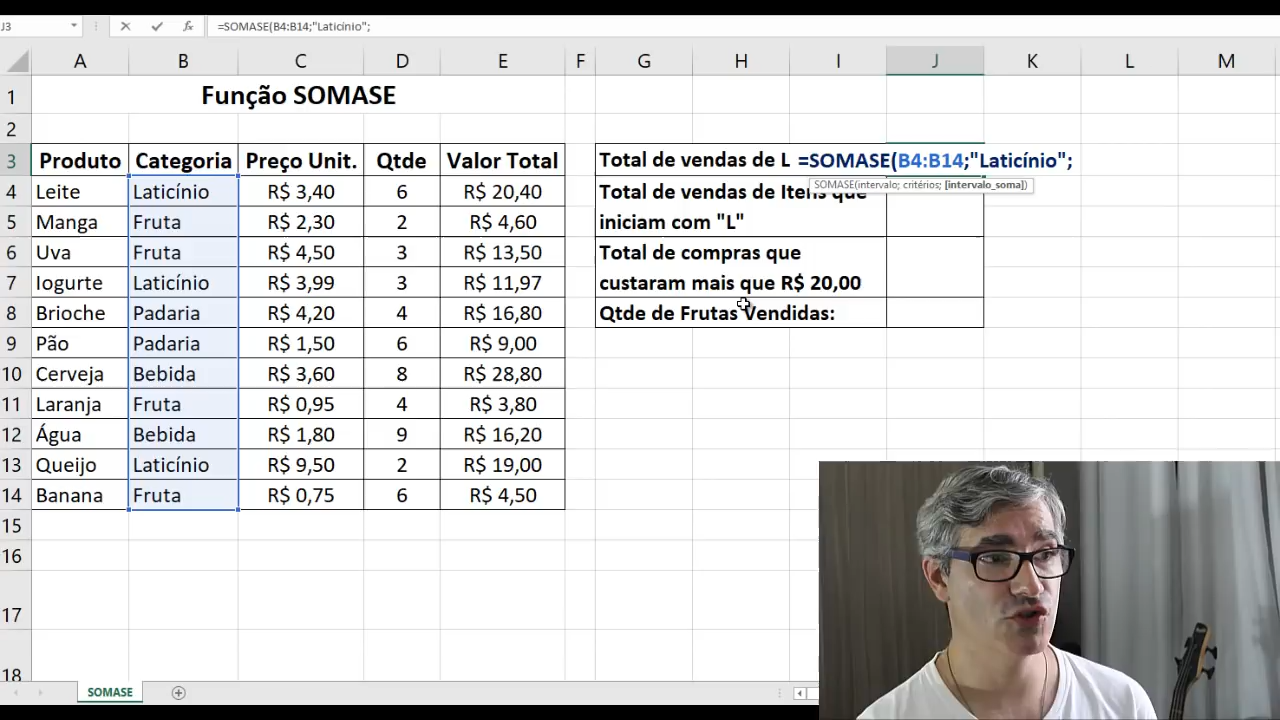 J3 fx =SOMASE(B4:B14;"Laticínio";
A B C D E F G H I J K L M
1 Função SOMASE
2
3 Produto Categoria Preço Unit. Qtde Valor Total Total de vendas de L =SOMASE(B4:B14;"Laticínio";
SOMASE(intervalo; critérios; [intervalo_soma])
4 Leite Laticínio R$ 3,40 6 R$ 20,40 Total de vendas de Itens que
5 Manga Fruta R$ 2,30 2 R$ 4,60 iniciam com "L"
6 Uva Fruta R$ 4,50 3 R$ 13,50 Total de compras que
7 Iogurte Laticínio R$ 3,99 3 R$ 11,97 custaram mais que R$ 20,00
8 Brioche Padaria R$ 4,20 4 R$ 16,80 Qtde de Frutas Vendidas:
9 Pão Padaria R$ 1,50 6 R$ 9,00
10 Cerveja Bebida R$ 3,60 8 R$ 28,80
11 Laranja Fruta R$ 0,95 4 R$ 3,80
12 Água Bebida R$ 1,80 9 R$ 16,20
13 Queijo Laticínio R$ 9,50 2 R$ 19,00
14 Banana Fruta R$ 0,75 6 R$ 4,50
15
16
17
18
SOMASE